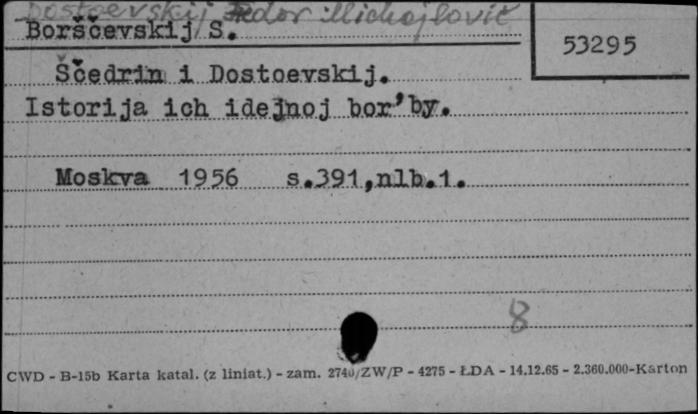 Dostoevskij Fedor Michajlovič
Borščevskij S.
53295
Ščedrin i Dostoevskij.
Istorija ich idejnoj bor'by.
Moskva 1956 s.391,nlb.1.
8
CWD - B-15b Karta katal. (z liniat.) - zam. 2740/ZW/P - 4275 - ŁDA - 14.12.65 - 2.360.000-Karton